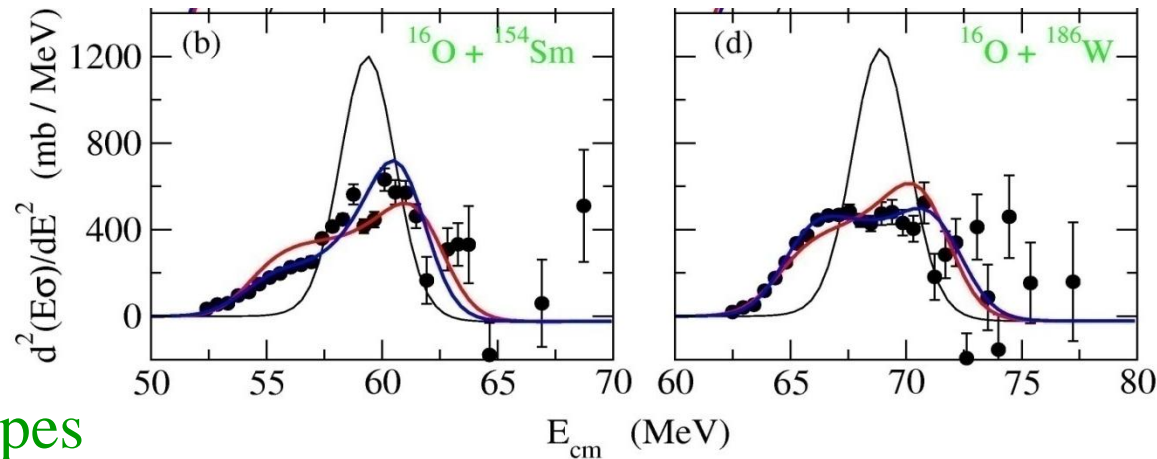 d²(Eσ)/dE² (mb / MeV)
1200
800
400
0
(b)
¹⁶O + ¹⁵⁴Sm
50 55 60 65 70
(d)
¹⁶O + ¹⁸⁶W
60 65 70 75 80
E_cm (MeV)
pes